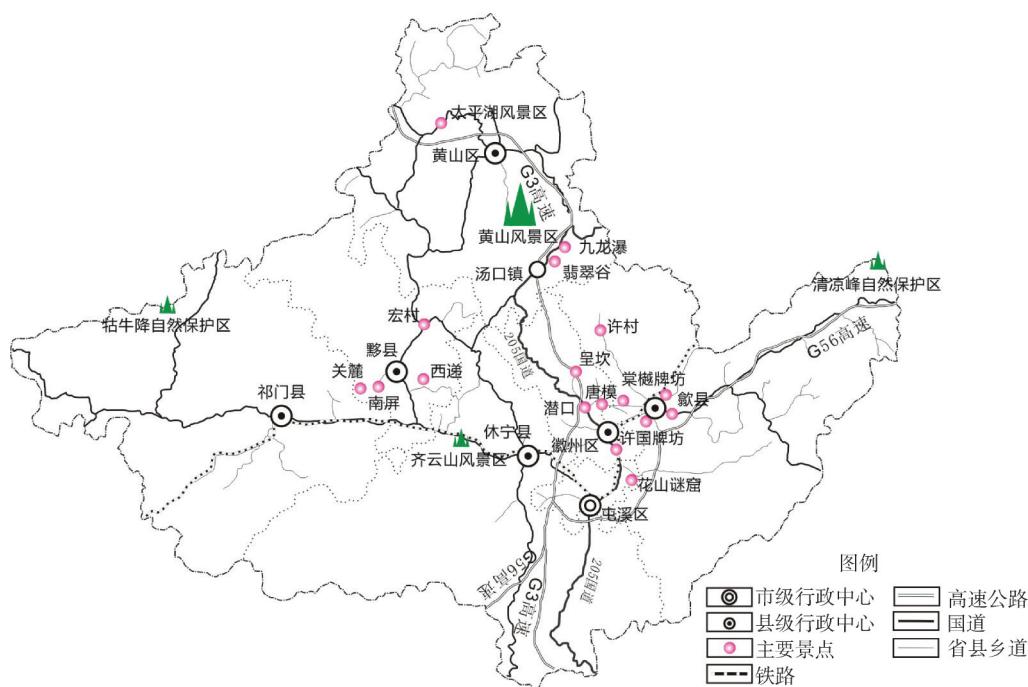 太平湖风景区
黄山区
G3高速
黄山风景区
九龙瀑
翡翠谷
汤口镇
清凉峰自然保护区
牯牛降自然保护区
宏村
205国道
许村
G56高速
黟县
关麓
西递
南屏
呈坎
唐模
棠樾牌坊
歙县
潜口
祁门县
休宁县
徽州区
许国牌坊
齐云山风景区
花山谜窟
屯溪区
G56高速
G3高速
205国道
图例
市级行政中心
高速公路
县级行政中心
国道
主要景点
省县乡道
铁路